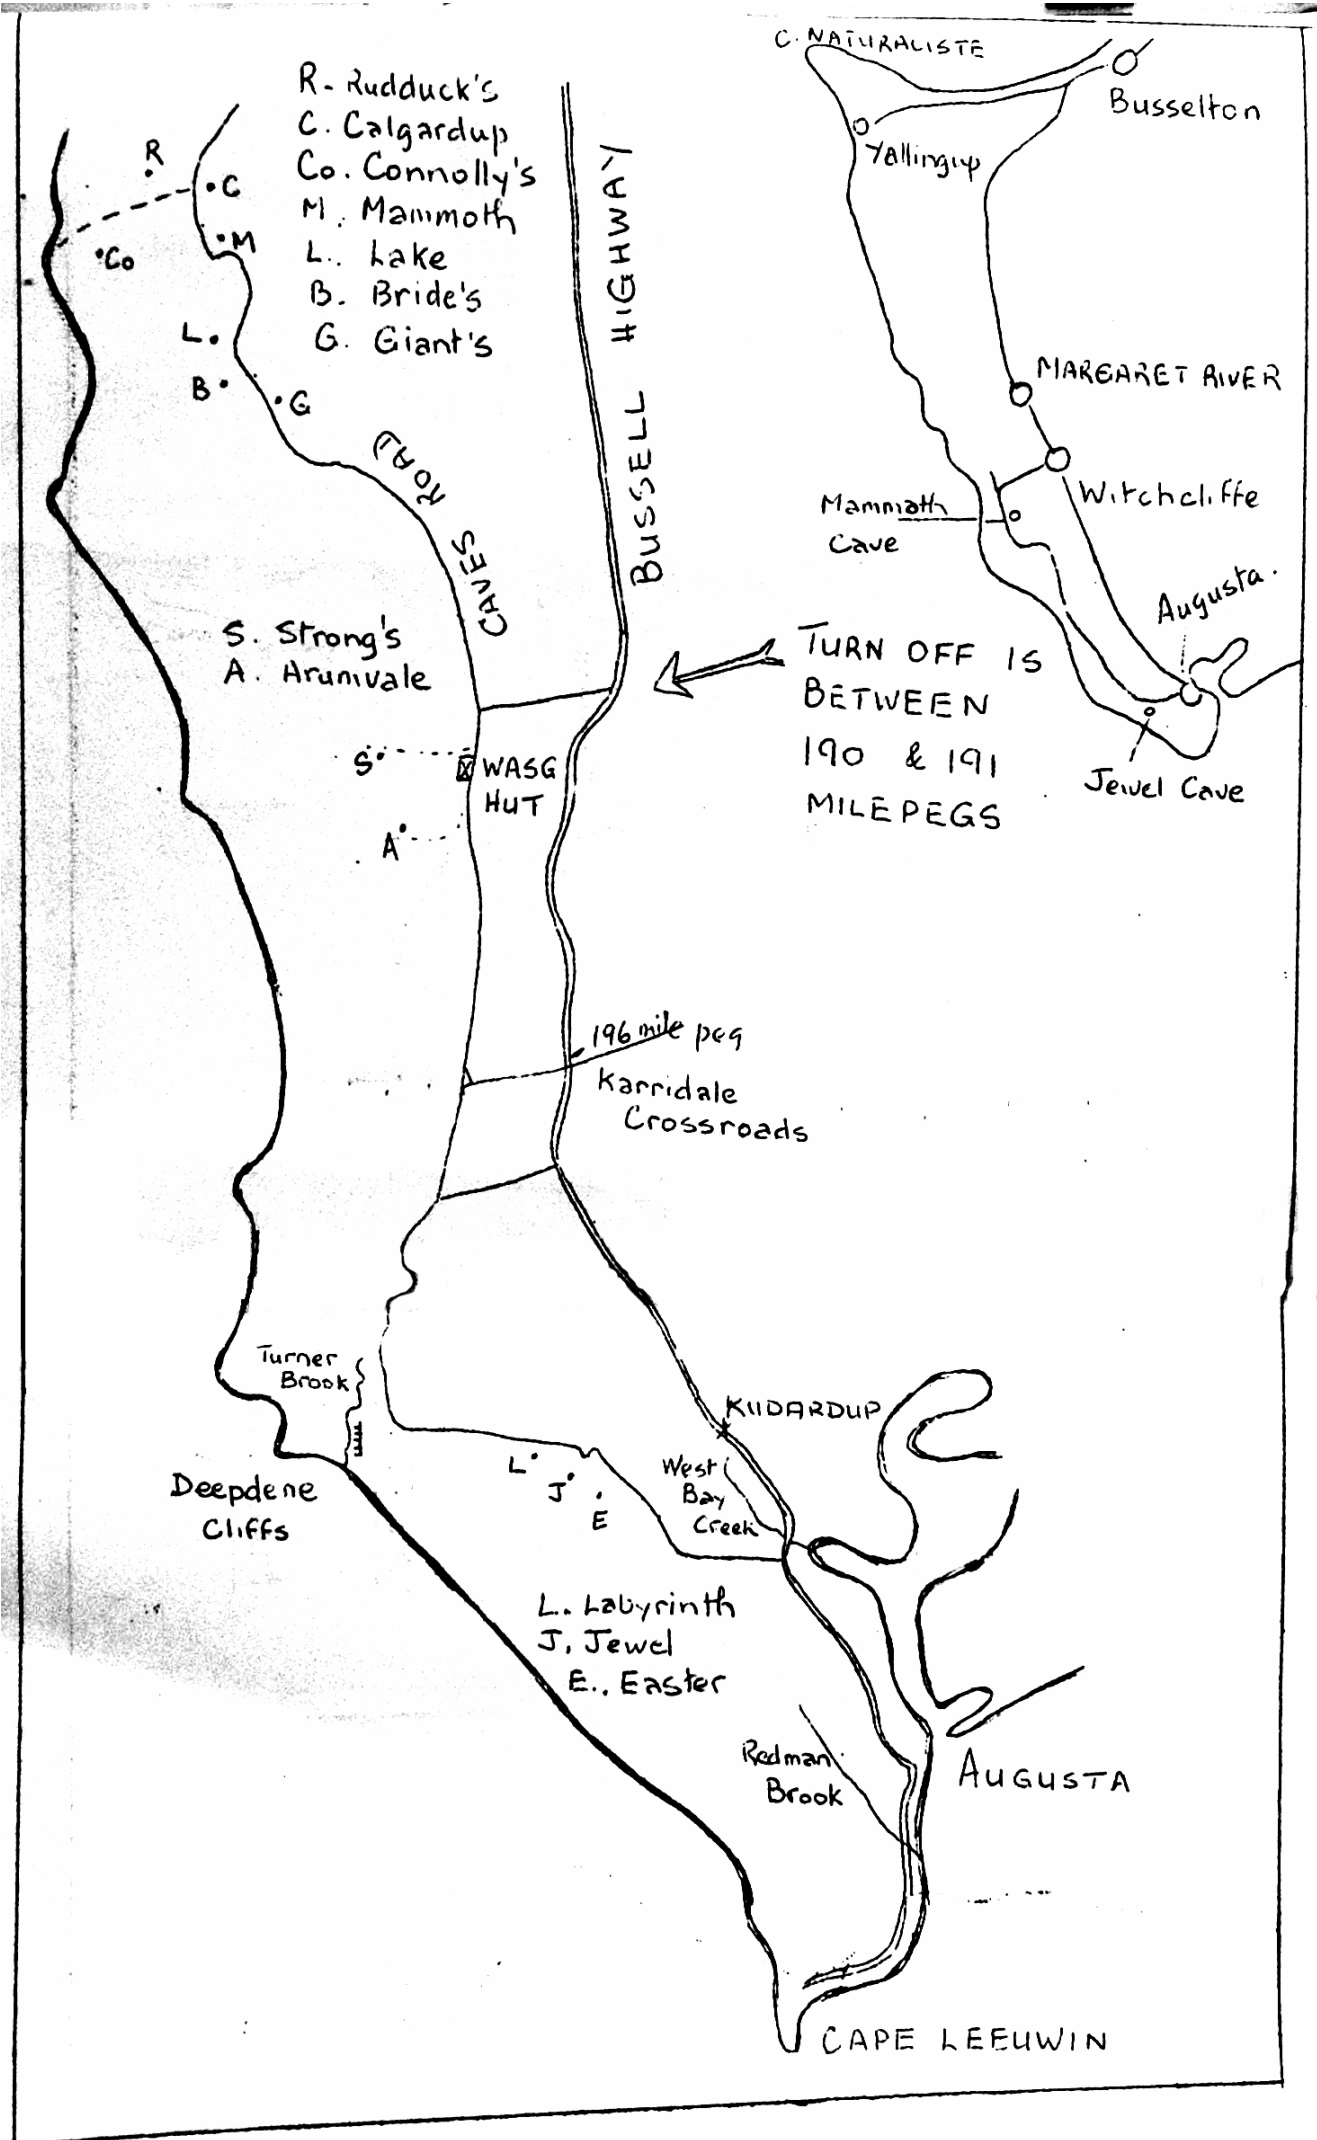 R. Rudduck's
C. Calgardup
Co. Connolly's
M. Mammoth
L.. Lake
B. Bride's
G. Giant's
R
C
M
Co
L.
B
G
CAVES ROAD
BUSSELL HIGHWAY
C. NATURALISTE
Busselton
Yallingup
MARGARET RIVER
Witchcliffe
Mammoth
Cave
Augusta.
Jewel Cave
S. Strong's
A. Arumvale
TURN OFF IS
BETWEEN
190 & 191
MILEPEGS
S
WASG
HUT
A
196 mile peg
Karridale
Crossroads
Turner
Brook
KUDARDUP
L
J
E
West
Bay
Creek
Deepdene
Cliffs
L.. Labyrinth
J. Jewel
E.. Easter
Redman
Brook
AUGUSTA
CAPE LEEUWIN